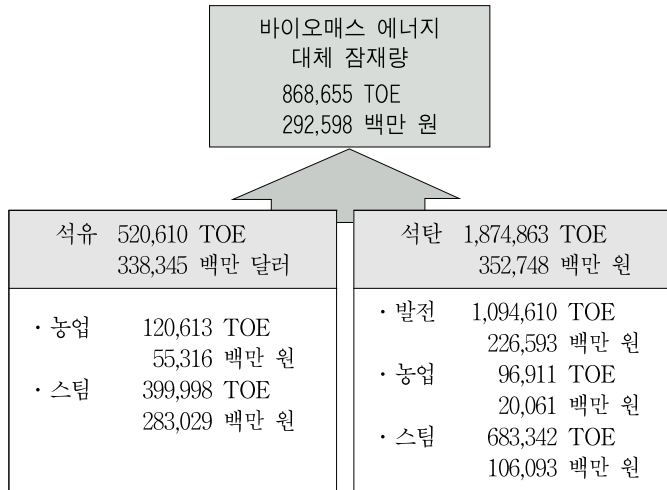 바이오매스 에너지
대체 잠재량
868,655 TOE
292,598 백만 원
석유 520,610 TOE
338,345 백만 달러
· 농업 120,613 TOE
55,316 백만 원
· 스팀 399,998 TOE
283,029 백만 원
석탄 1,874,863 TOE
352,748 백만 원
· 발전 1,094,610 TOE
226,593 백만 원
· 농업 96,911 TOE
20,061 백만 원
· 스팀 683,342 TOE
106,093 백만 원